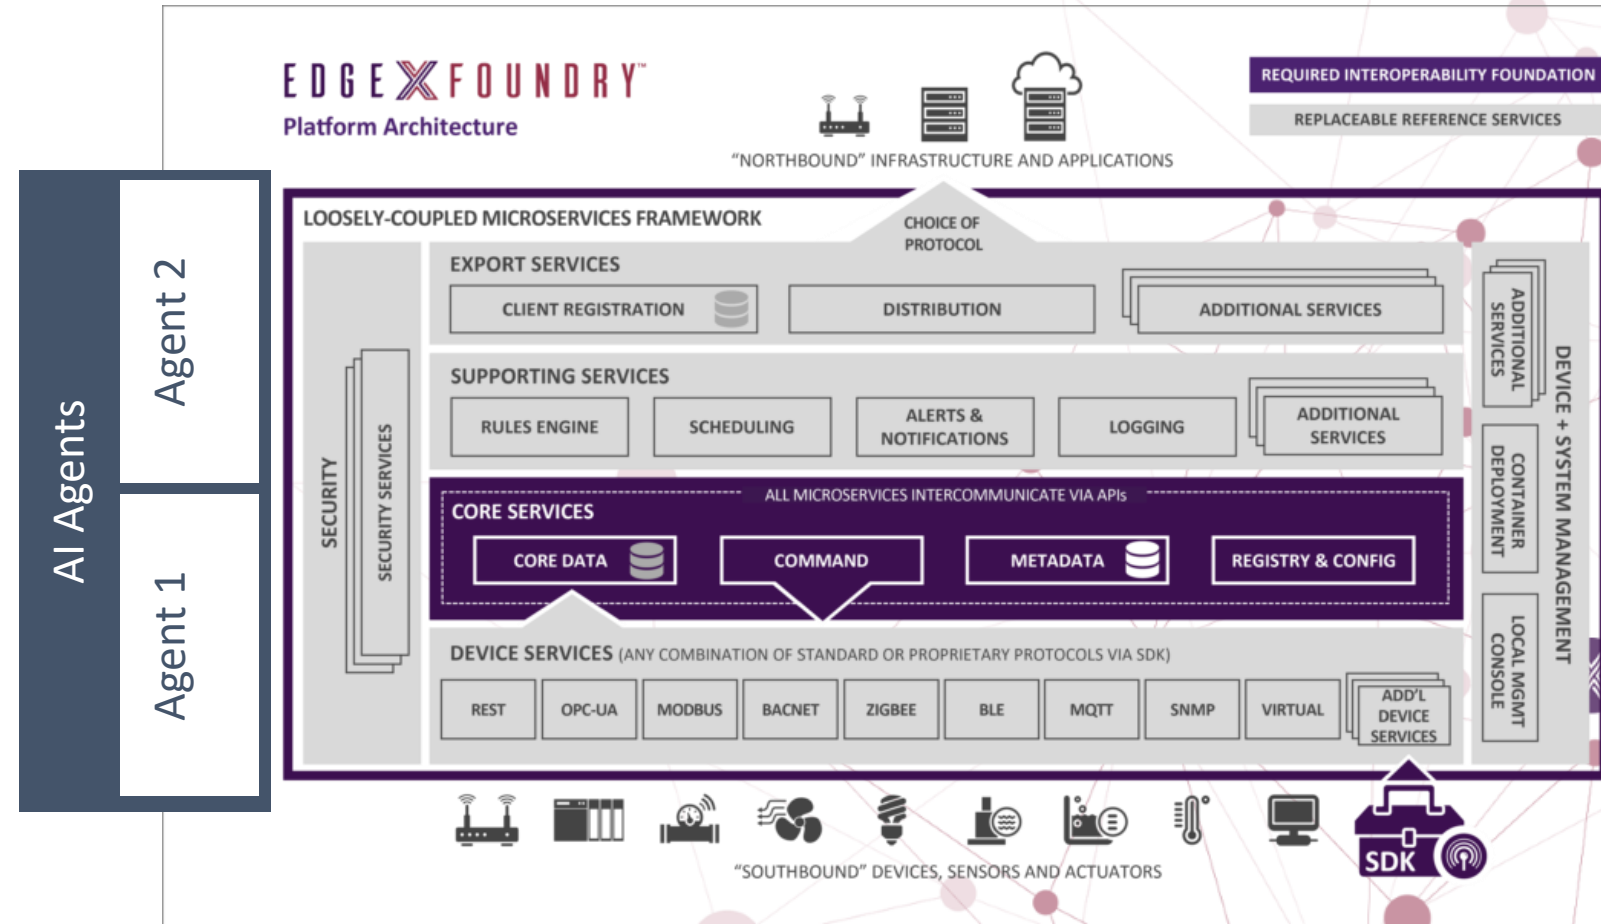 EDGE X FOUNDRY™
Platform Architecture
REQUIRED INTEROPERABILITY FOUNDATION
REPLACEABLE REFERENCE SERVICES
"NORTHBOUND" INFRASTRUCTURE AND APPLICATIONS
AI Agents
Agent 2
Agent 1
LOOSELY-COUPLED MICROSERVICES FRAMEWORK
CHOICE OF
PROTOCOL
SECURITY
SECURITY SERVICES
EXPORT SERVICES
CLIENT REGISTRATION
DISTRIBUTION
ADDITIONAL SERVICES
SUPPORTING SERVICES
RULES ENGINE
SCHEDULING
ALERTS &
NOTIFICATIONS
LOGGING
ADDITIONAL
SERVICES
ALL MICROSERVICES INTERCOMMUNICATE VIA APIs
CORE SERVICES
CORE DATA
COMMAND
METADATA
REGISTRY & CONFIG
DEVICE SERVICES (ANY COMBINATION OF STANDARD OR PROPRIETARY PROTOCOLS VIA SDK)
REST
OPC-UA
MODBUS
BACNET
ZIGBEE
BLE
MQTT
SNMP
VIRTUAL
ADD'L
DEVICE
SERVICES
ADDITIONAL
SERVICES
CONTAINER
DEPLOYMENT
LOCAL MGMT
CONSOLE
DEVICE + SYSTEM MANAGEMENT
SDK
"SOUTHBOUND" DEVICES, SENSORS AND ACTUATORS